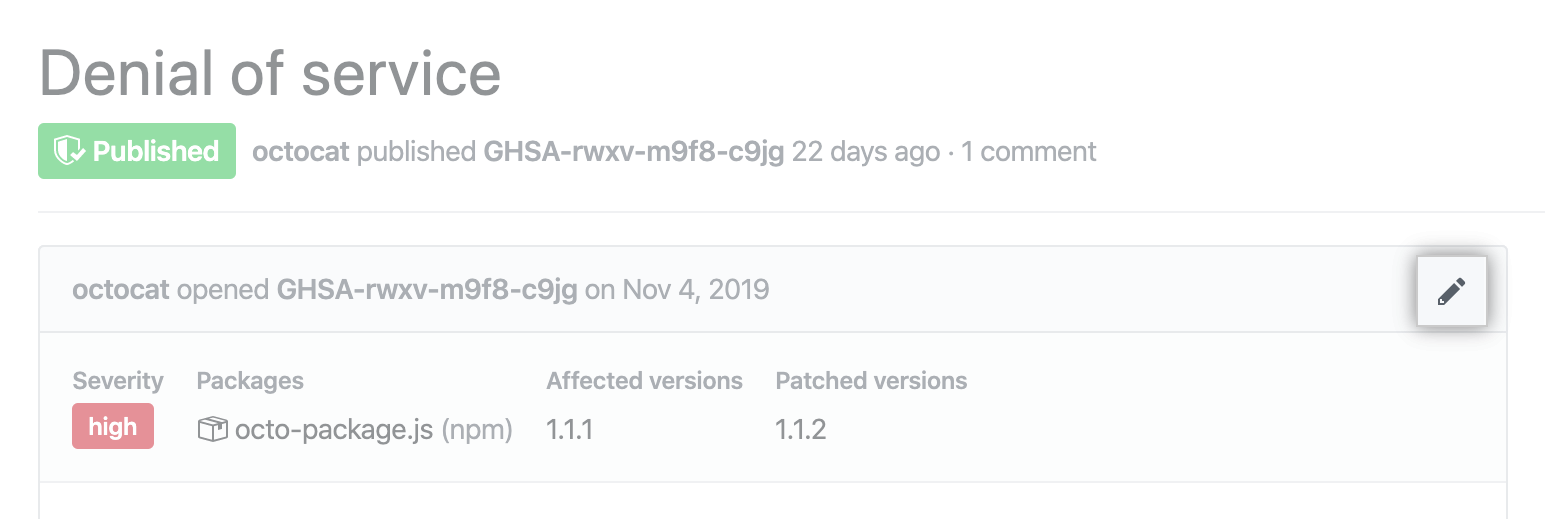 Denial of service
Published octocat published GHSA-rwxv-m9f8-c9jg 22 days ago · 1 comment
octocat opened GHSA-rwxv-m9f8-c9jg on Nov 4, 2019
Severity Packages Affected versions Patched versions
high octo-package.js (npm) 1.1.1 1.1.2